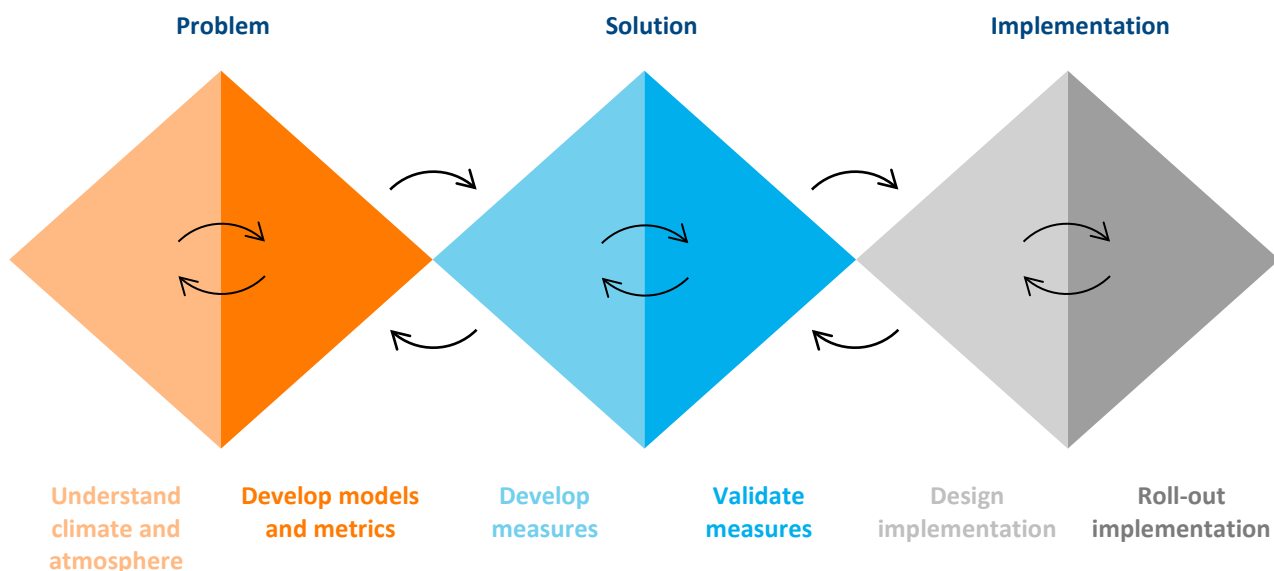 Problem
Solution
Implementation
Understand
climate and
atmosphere
Develop models
and metrics
Develop
measures
Validate
measures
Design
implementation
Roll-out
implementation